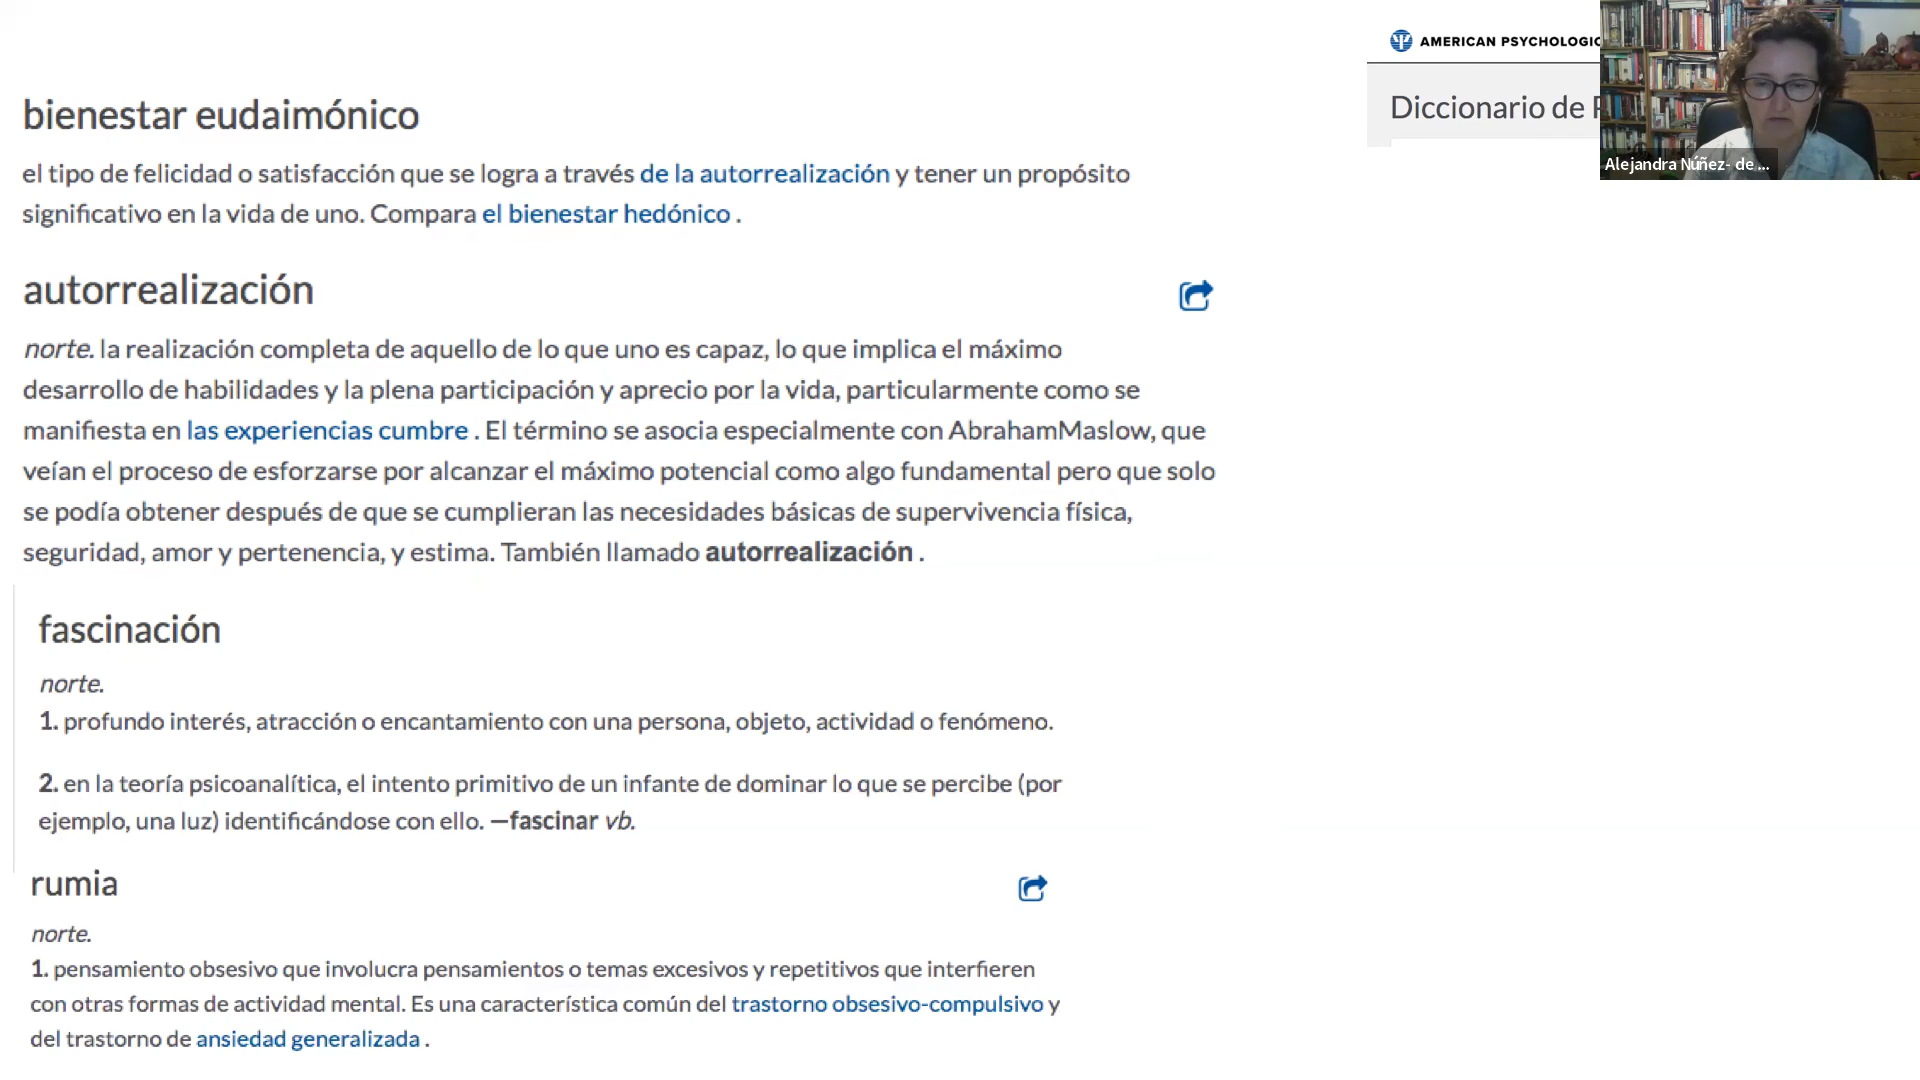 AMERICAN PSYCHOLOGIC
Diccionario de
Alejandra Núñez- de ...
bienestar eudaimónico
el tipo de felicidad o satisfacción que se logra a través de la autorrealización y tener un propósito
significativo en la vida de uno. Compara el bienestar hedónico .
autorrealización
norte. la realización completa de aquello de lo que uno es capaz, lo que implica el máximo
desarrollo de habilidades y la plena participación y aprecio por la vida, particularmente como se
manifiesta en las experiencias cumbre . El término se asocia especialmente con AbrahamMaslow, que
veían el proceso de esforzarse por alcanzar el máximo potencial como algo fundamental pero que solo
se podía obtener después de que se cumplieran las necesidades básicas de supervivencia física,
seguridad, amor y pertenencia, y estima. También llamado autorrealización .
fascinación
norte.
1. profundo interés, atracción o encantamiento con una persona, objeto, actividad o fenómeno.
2. en la teoría psicoanalítica, el intento primitivo de un infante de dominar lo que se percibe (por
ejemplo, una luz) identificándose con ello. —fascinar vb.
rumia
norte.
1. pensamiento obsesivo que involucra pensamientos o temas excesivos y repetitivos que interfieren
con otras formas de actividad mental. Es una característica común del trastorno obsesivo-compulsivo y
del trastorno de ansiedad generalizada .